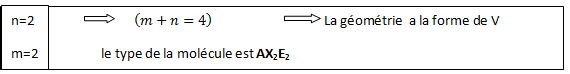 n=2 ⟹ (m + n = 4) ⟹ La géométrie a la forme de V
m=2 le type de la molécule est AX₂E₂